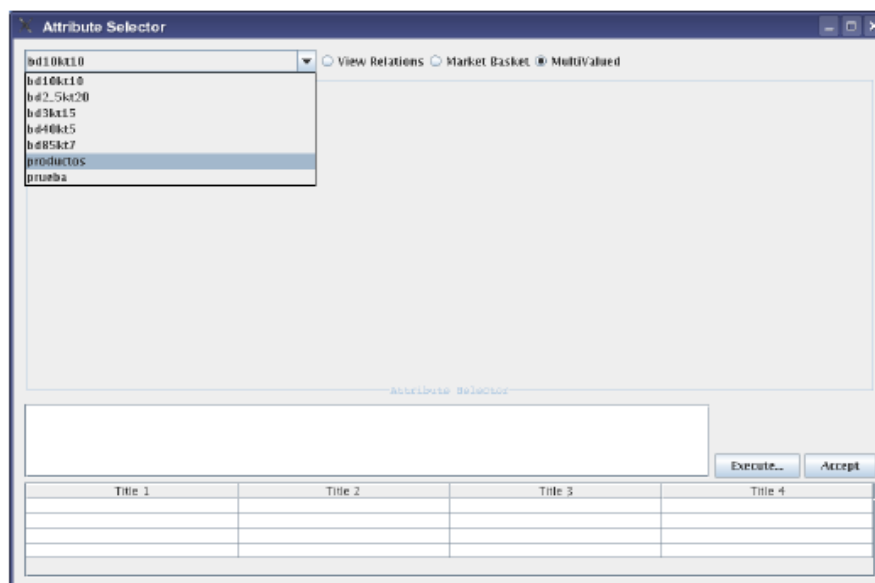 Attribute Selector
bd10kt10 View Relations Market Basket MultiValued
bd10kt10
bd2_5kt20
bd3kt15
bd40kt5
bd85kt7
productos
prueba
Attribute Selector
Execute... Accept
Title 1 Title 2 Title 3 Title 4